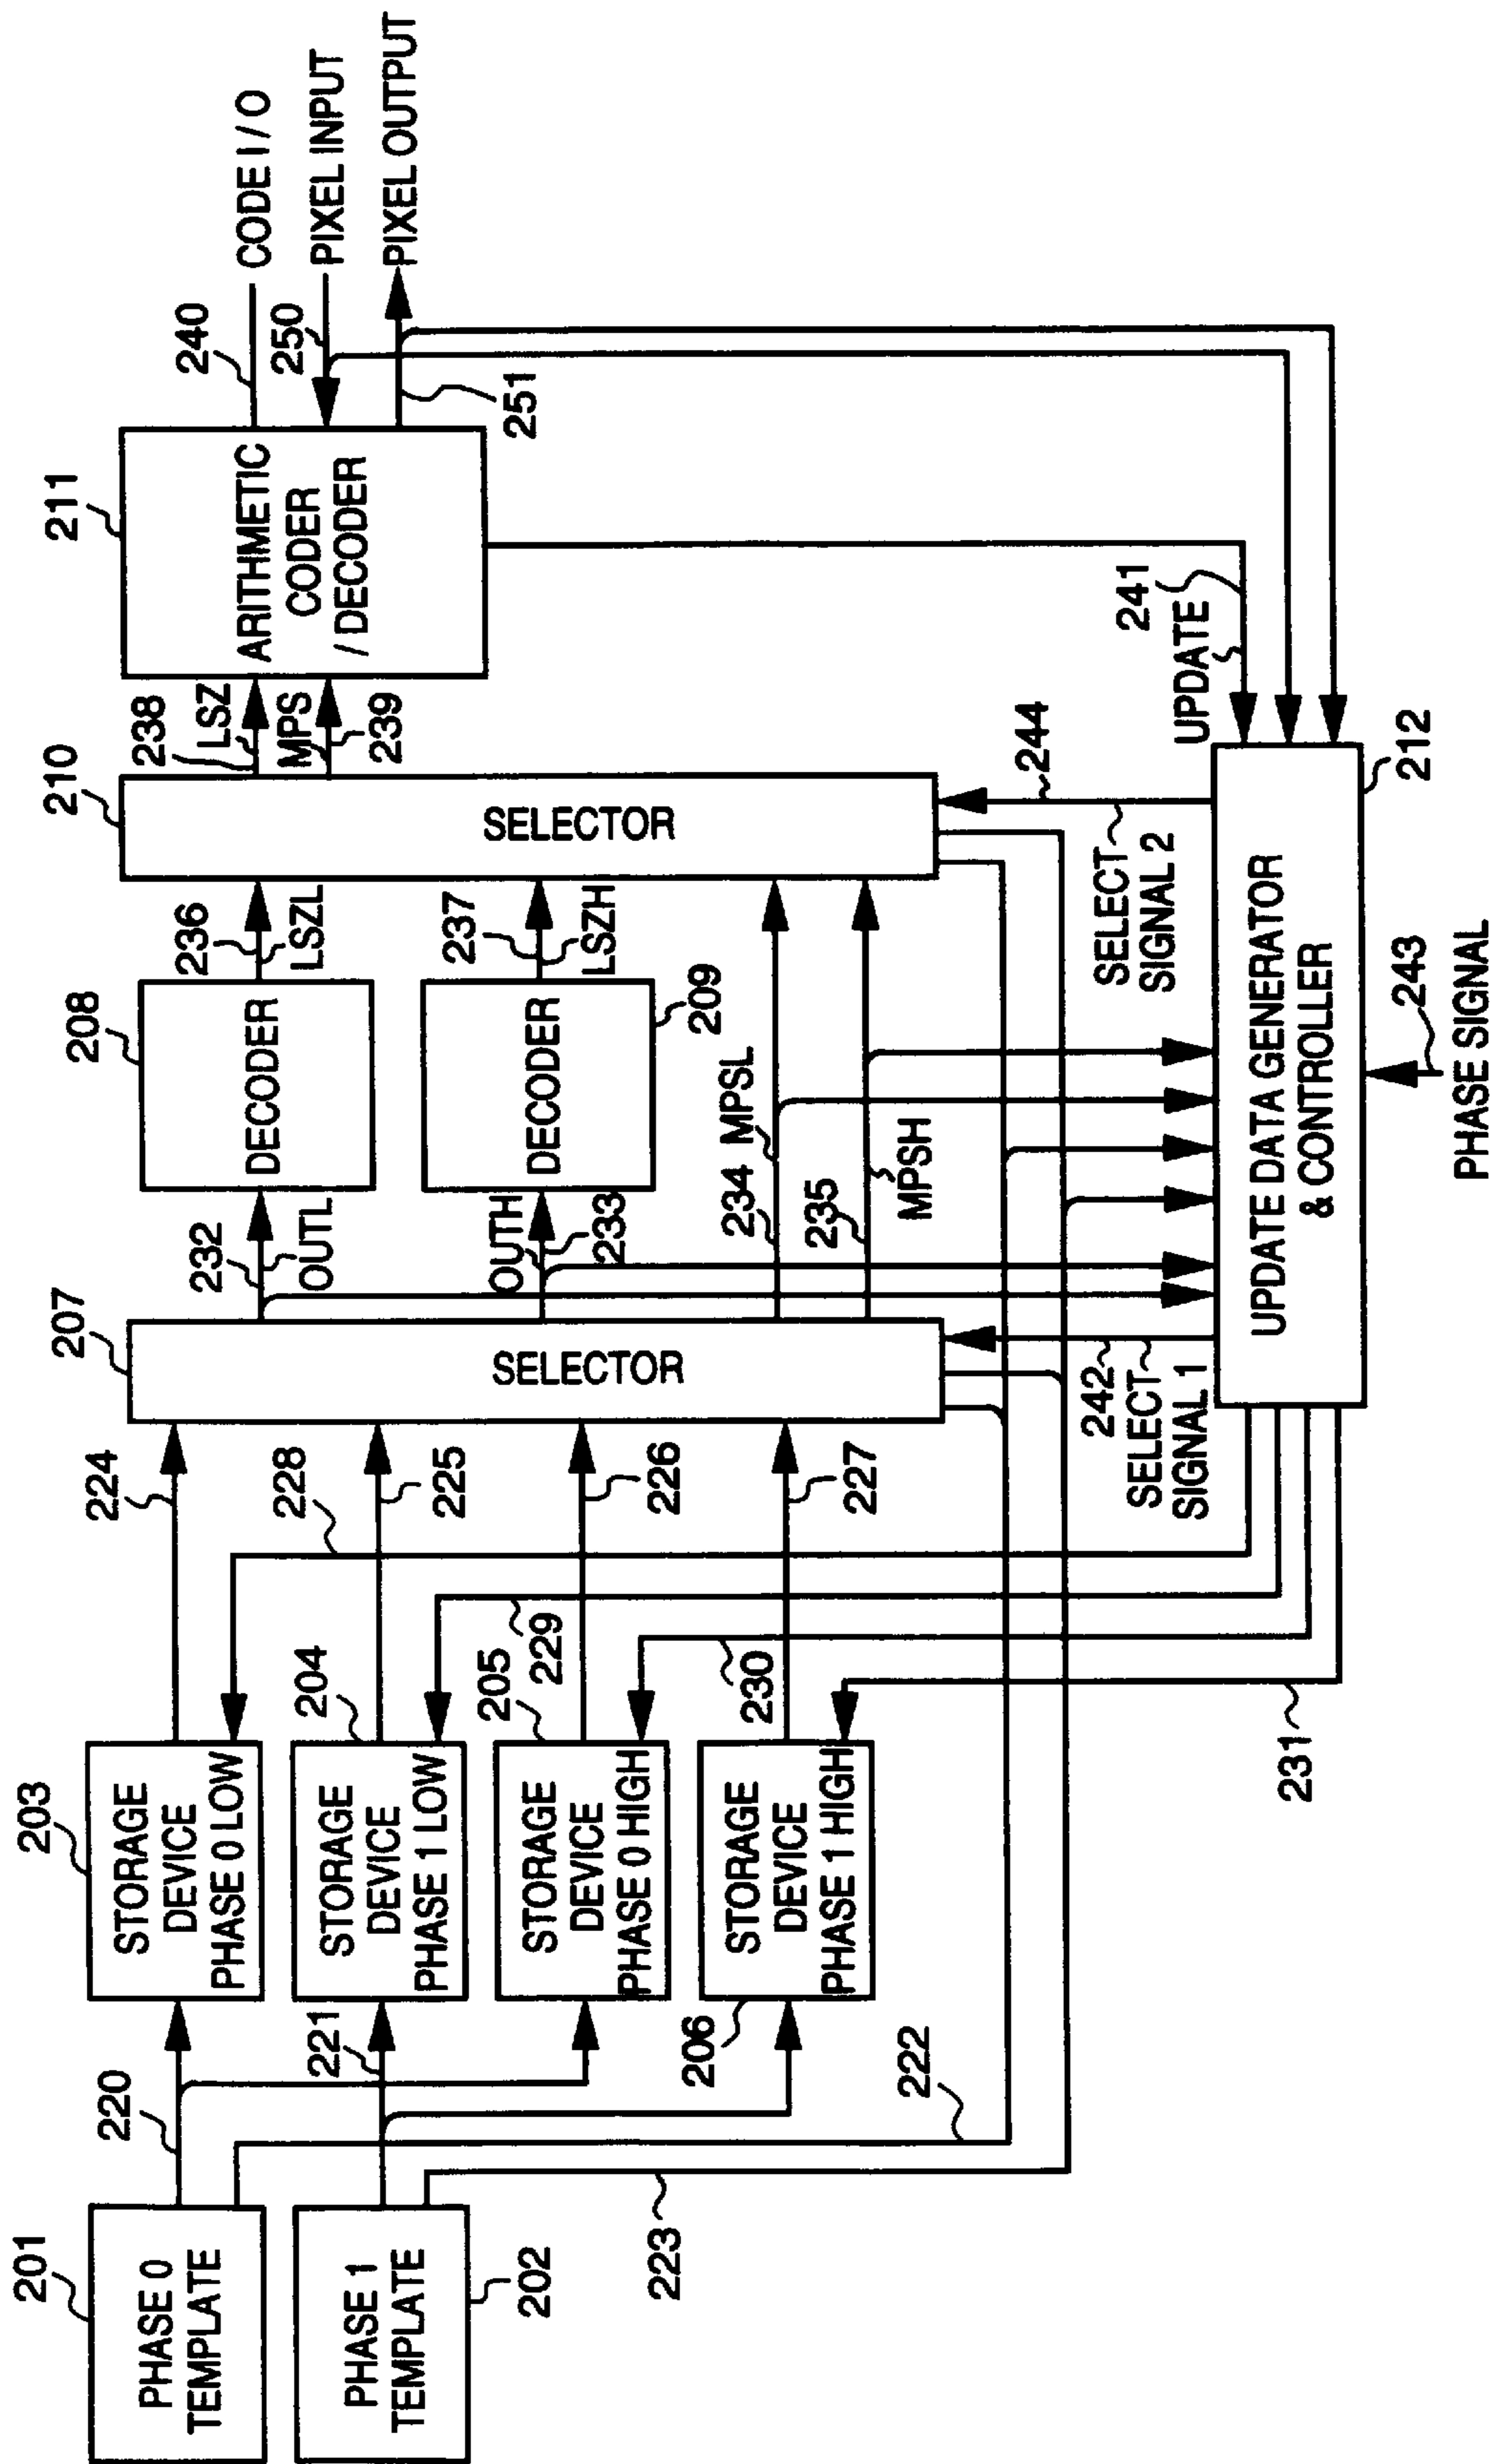 201
PHASE 0
TEMPLATE
PHASE 1
TEMPLATE
202
220
221
222
223
203
STORAGE
DEVICE
PHASE 0 LOW
204
STORAGE
DEVICE
PHASE 1 LOW
205
STORAGE
DEVICE
PHASE 0 HIGH
206
STORAGE
DEVICE
PHASE 1 HIGH
224
228
225
229
226
230
227
231
207
SELECTOR
232
OUTL
OUTH
233
234
MPSL
235
MPSH
242
SELECT
SIGNAL 1
208
DECODER
DECODER
209
236
LSZL
237
LSZH
210
SELECTOR
238
LSZ
MPS
239
244
SELECT
SIGNAL 2
211
ARITHMETIC
CODER
/ DECODER
240
CODE I / O
250
PIXEL INPUT
251
PIXEL OUTPUT
UPDATE
241
212
UPDATE DATA GENERATOR
& CONTROLLER
243
PHASE SIGNAL